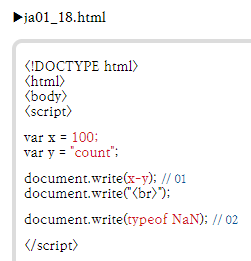 ▶ja01_18.html
<!DOCTYPE html>
<html>
<body>
<script>
var x = 100;
var y = "count";
document.write(x-y); // 01
document.write("<br>");
document.write(typeof NaN); // 02
</script>